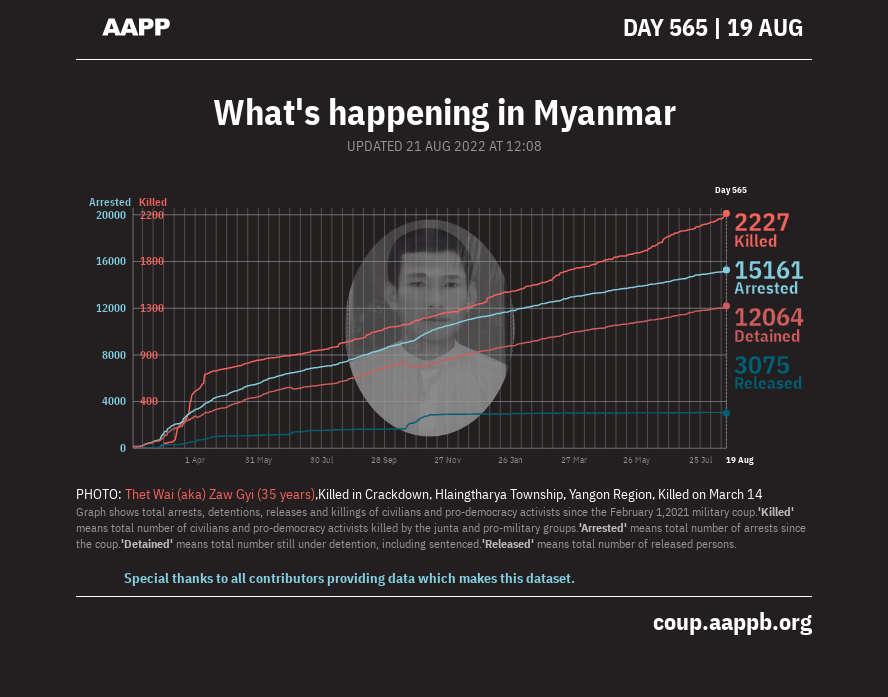 AAPP
DAY 565 | 19 AUG
What's happening in Myanmar
UPDATED 21 AUG 2022 AT 12:08
Day 565
Arrested Killed
20000 2200
16000 1800
12000 1300
8000 900
4000 400
0
2227
Killed
15161
Arrested
12064
Detained
3075
Released
1 Apr 31 May 30 Jul 28 Sep 27 Nov 26 Jan 27 Mar 26 May 25 Jul 19 Aug
PHOTO: Thet Wai (aka) Zaw Gyi (35 years),Killed in Crackdown, Hlaingtharya Township, Yangon Region, Killed on March 14
Graph shows total arrests, detentions, releases and killings of civilians and pro-democracy activists since the February 1,2021 military coup.'Killed'
means total number of civilians and pro-democracy activists killed by the junta and pro-military groups.'Arrested' means total number of arrests since
the coup.'Detained' means total number still under detention, including sentenced.'Released' means total number of released persons.
Special thanks to all contributors providing data which makes this dataset.
coup.aappb.org